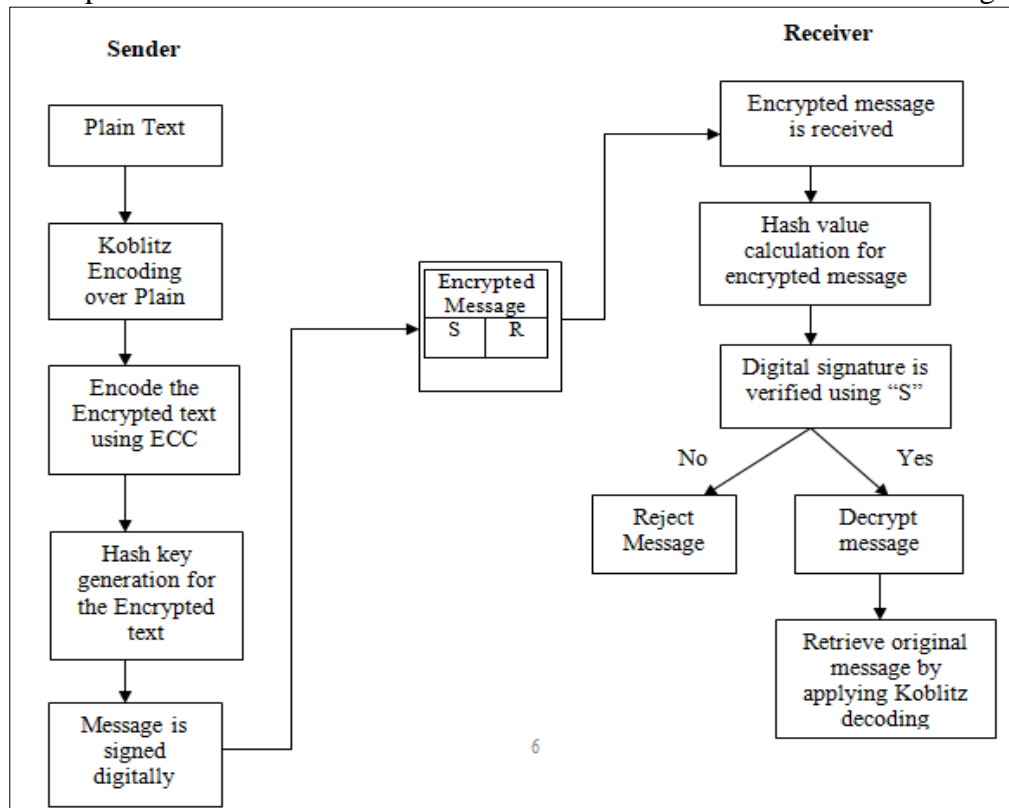 Sender
Plain Text
Koblitz
Encoding
over Plain
Encode the
Encrypted text
using ECC
Hash key
generation for
the Encrypted
text
Message is
signed
digitally
Encrypted
Message
S R
Receiver
Encrypted message
is received
Hash value
calculation for
encrypted message
Digital signature is
verified using “S”
No Yes
Reject
Message
Decrypt
message
Retrieve original
message by
applying Koblitz
decoding
6